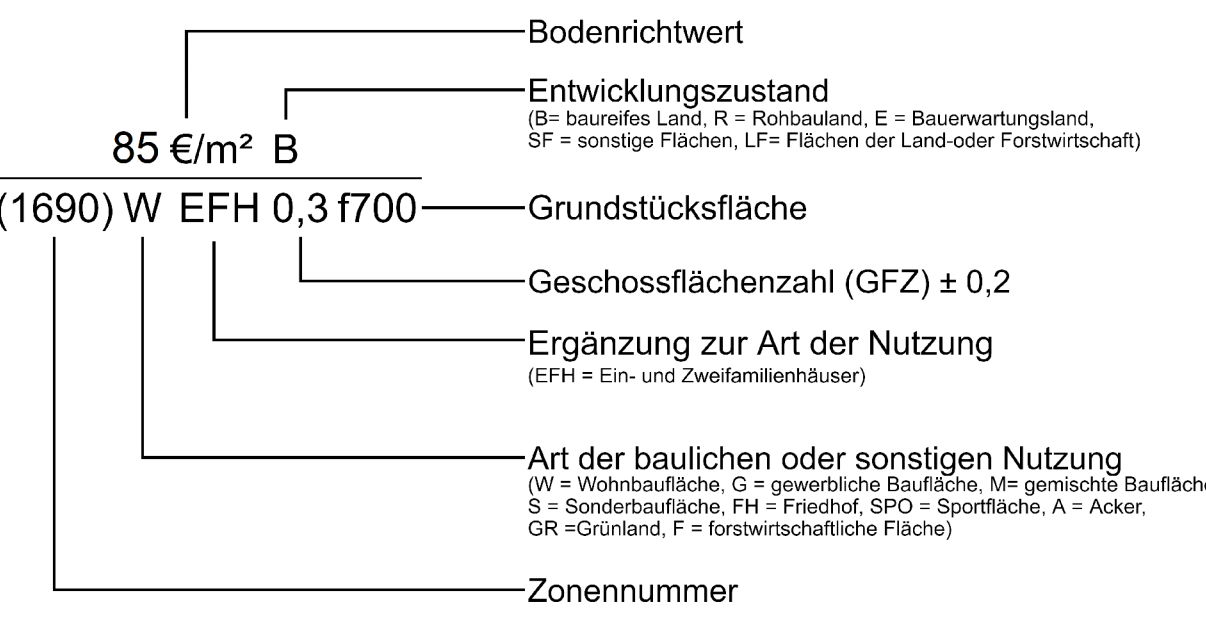 Bodenrichtwert
Entwicklungszustand
(B= baureifes Land, R = Rohbauland, E = Bauerwartungsland,
SF = sonstige Flächen, LF= Flächen der Land-oder Forstwirtschaft)
85 €/m² B
(1690) W EFH 0,3 f700
Grundstücksfläche
Geschossflächenzahl (GFZ) ± 0,2
Ergänzung zur Art der Nutzung
(EFH = Ein- und Zweifamilienhäuser)
Art der baulichen oder sonstigen Nutzung
(W = Wohnbaufläche, G = gewerbliche Baufläche, M= gemischte Baufläche
S = Sonderbaufläche, FH = Friedhof, SPO = Sportfläche, A = Acker,
GR =Grünland, F = forstwirtschaftliche Fläche)
Zonennummer